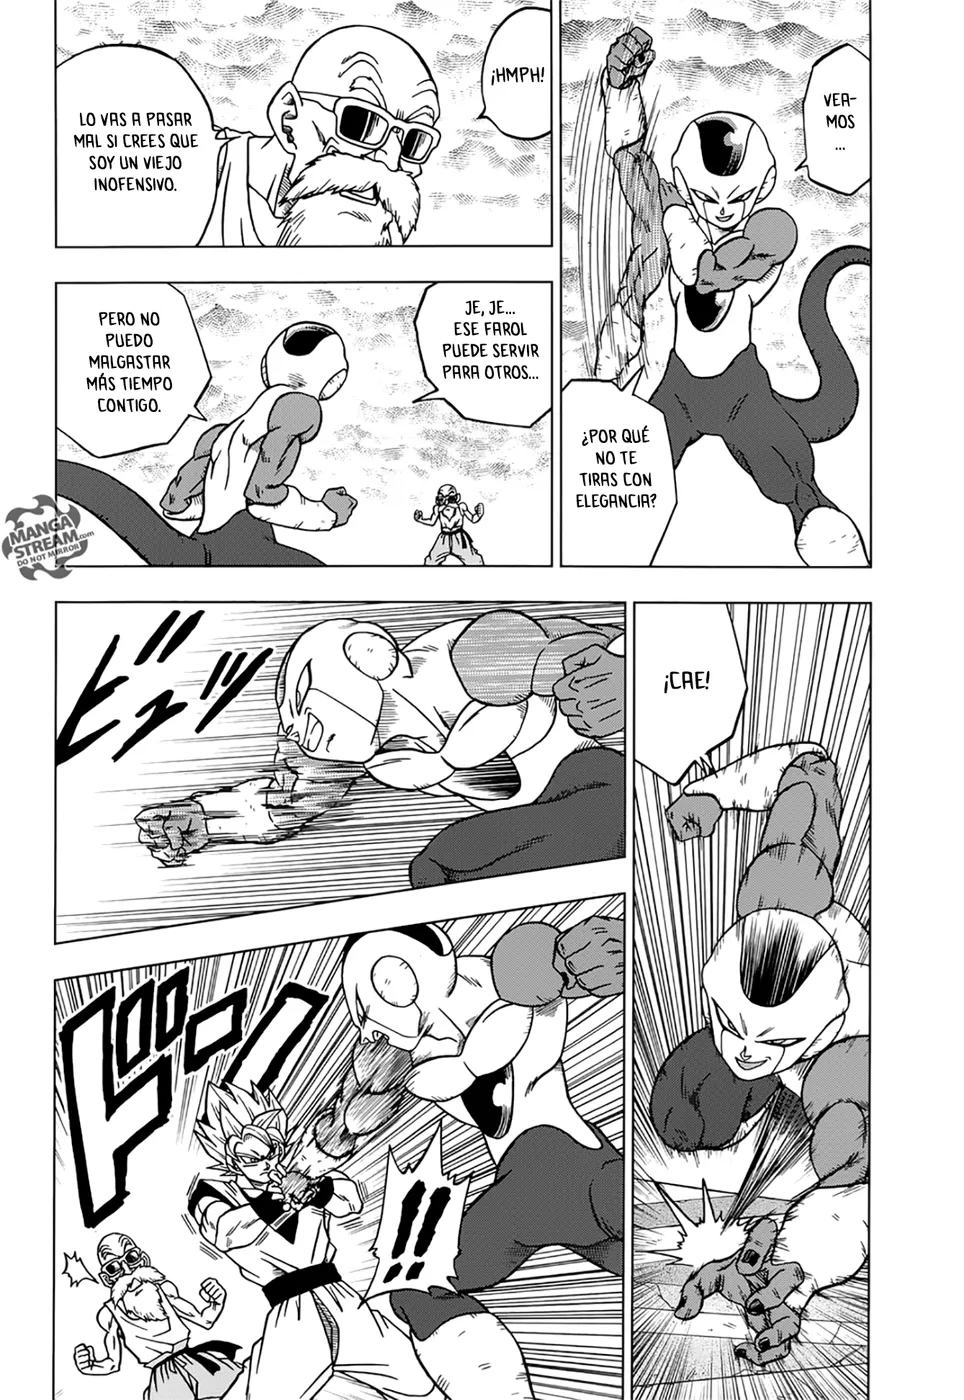 VEA-
MOS
...
¿POR QUÉ
NO TE
TIRAS CON
ELEGANCIA?
¡HMPH!
LO VAS A PASAR
MAL SI CREES QUE
SOY UN VIEJO
INOFENSIVO.
JE, JE...
ESE FAROL
PUEDE SERVIR
PARA OTROS...
PERO NO
PUEDO
MALGASTAR
MÁS TIEMPO
CONTIGO.
MANGA
STREAM.com
DO NOT MIRROR
¡CAE!
ビュッ
ドロー!
!!